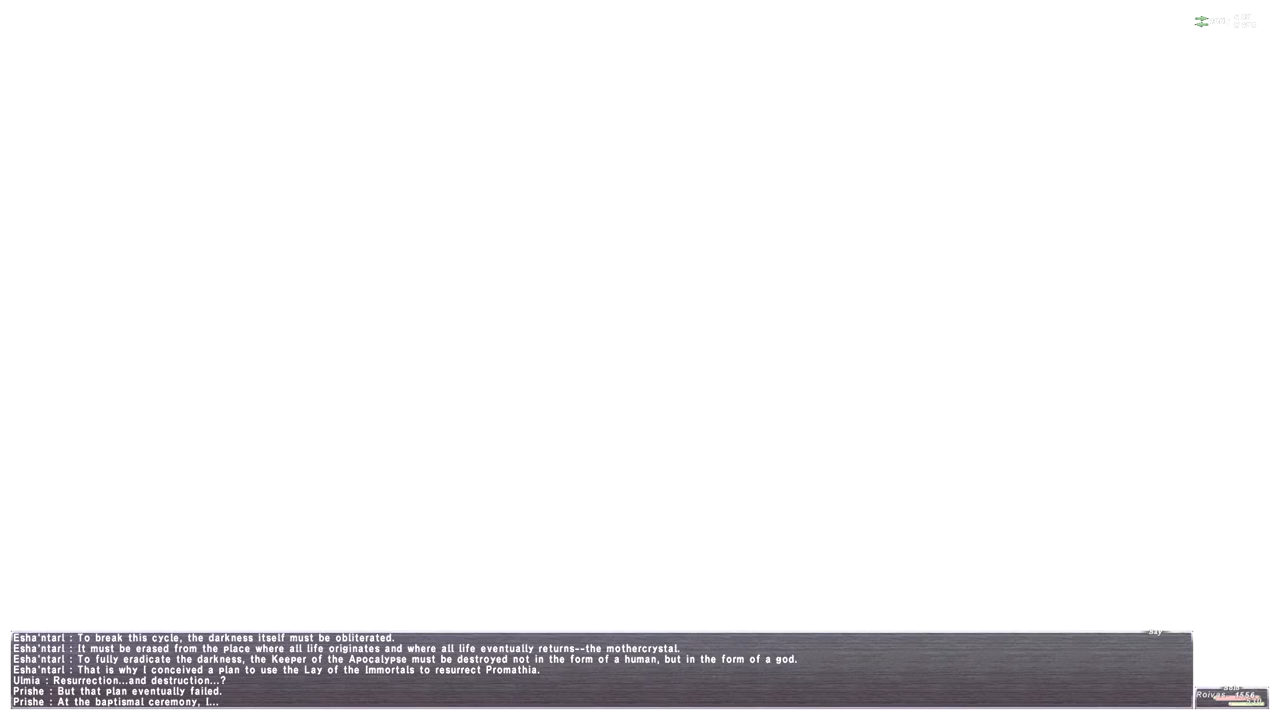 Say
Esha'ntarl : To break this cycle, the darkness itself must be obliterated.
Esha'ntarl : It must be erased from the place where all life originates and where all life eventually returns--the mothercrystal.
Esha'ntarl : To fully eradicate the darkness, the Keeper of the Apocalypse must be destroyed not in the form of a human, but in the form of a god.
Esha'ntarl : That is why I conceived a plan to use the Lay of the Immortals to resurrect Promathia.
Ulmia : Resurrection...and destruction...?
Prishe : But that plan eventually failed.
Prishe : At the baptismal ceremony, I...
Roivas 1556